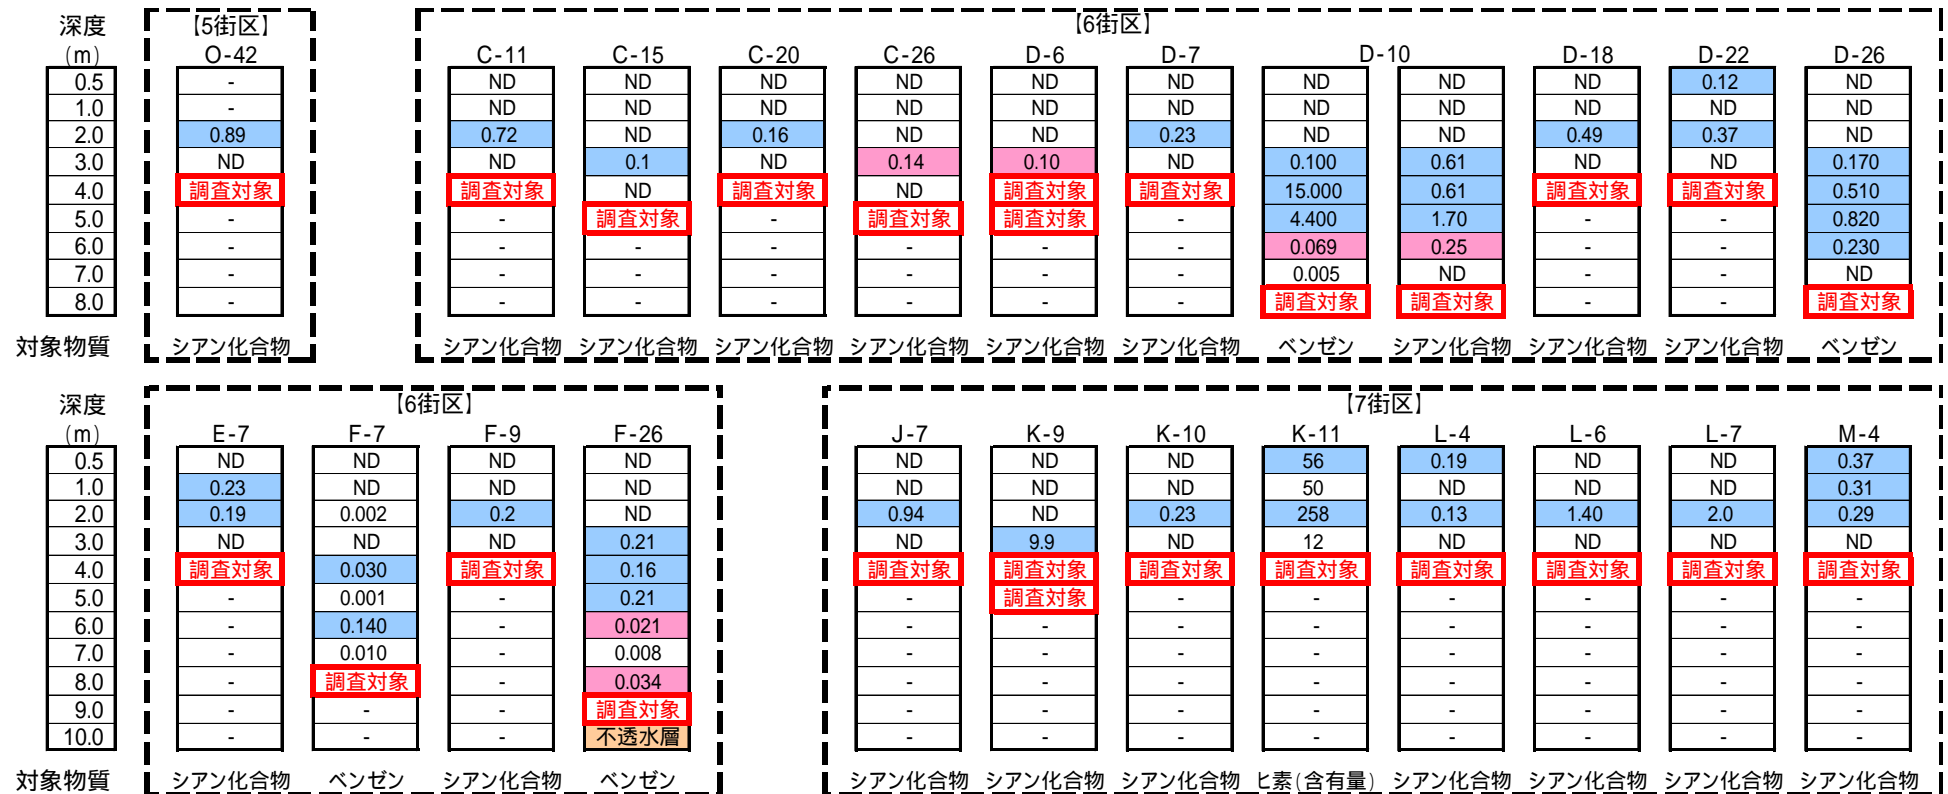 深度 【5街区】 【6街区】
(m) O-42 C-11 C-15 C-20 C-26 D-6 D-7 D-10 D-18 D-22 D-26
0.5 - ND ND ND ND ND ND ND ND ND 0.12 ND
1.0 - ND ND ND ND ND ND ND ND ND ND ND
2.0 0.89 0.72 ND 0.16 ND ND 0.23 ND ND 0.49 0.37 ND
3.0 ND ND 0.1 ND 0.14 0.10 ND 0.100 0.61 ND ND 0.170
4.0 調査対象 調査対象 ND 調査対象 ND 調査対象 調査対象 15.000 0.61 調査対象 調査対象 0.510
5.0 - - 調査対象 - 調査対象 調査対象 - 4.400 1.70 - - 0.820
6.0 - - - - - - - 0.069 0.25 - - 0.230
7.0 - - - - - - - 0.005 ND - - ND
8.0 - - - - - - - 調査対象 調査対象 - - 調査対象
対象物質 シアン化合物 シアン化合物 シアン化合物 シアン化合物 シアン化合物 シアン化合物 シアン化合物 ベンゼン シアン化合物 シアン化合物 シアン化合物 ベンゼン
深度 【6街区】 【7街区】
(m) E-7 F-7 F-9 F-26 J-7 K-9 K-10 K-11 L-4 L-6 L-7 M-4
0.5 ND ND ND ND ND ND ND 56 0.19 ND ND 0.37
1.0 0.23 ND ND ND ND ND ND 50 ND ND ND 0.31
2.0 0.19 0.002 0.2 ND 0.94 ND 0.23 258 0.13 1.40 2.0 0.29
3.0 ND ND ND 0.21 ND 9.9 ND 12 ND ND ND ND
4.0 調査対象 0.030 調査対象 0.16 調査対象 調査対象 調査対象 調査対象 調査対象 調査対象 調査対象 調査対象
5.0 - 0.001 - 0.21 - 調査対象 - - - - - -
6.0 - 0.140 - 0.021 - - - - - - - -
7.0 - 0.010 - 0.008 - - - - - - - -
8.0 - 調査対象 - 0.034 - - - - - - - -
9.0 - - - 調査対象 - - - - - - - -
10.0 - - - 不透水層 - - - - - - - -
対象物質 シアン化合物 ベンゼン シアン化合物 ベンゼン シアン化合物 シアン化合物 シアン化合物 ヒ素(含有量) シアン化合物 シアン化合物 シアン化合物 シアン化合物